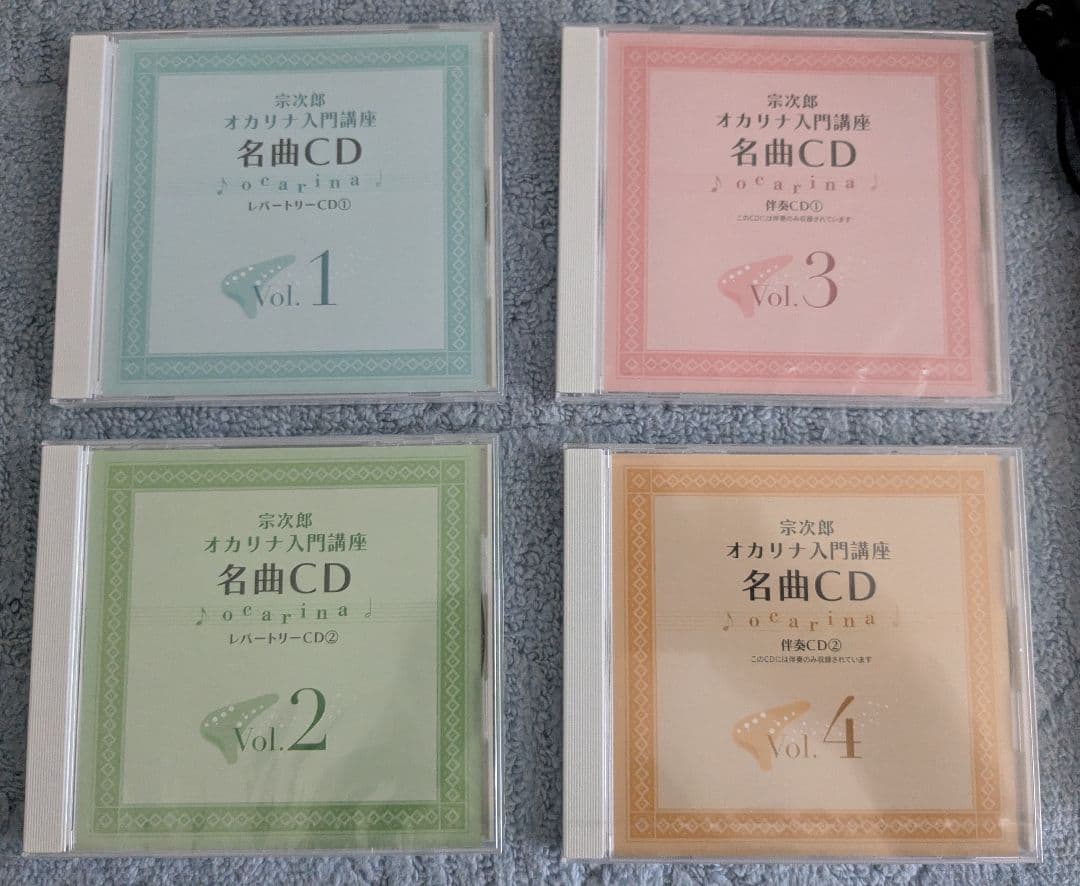 宗次郎
オカリナ入門講座
名曲CD
ocarina
レパートリーCD①
Vol. 1
宗次郎
オカリナ入門講座
名曲CD
ocarina
伴奏CD①
このCDには伴奏のみ収録されています
Vol. 3
宗次郎
オカリナ入門講座
名曲CD
ocarina
レパートリーCD②
Vol. 2
宗次郎
オカリナ入門講座
名曲CD
ocarina
伴奏CD②
このCDには伴奏のみ収録されています
Vol. 4